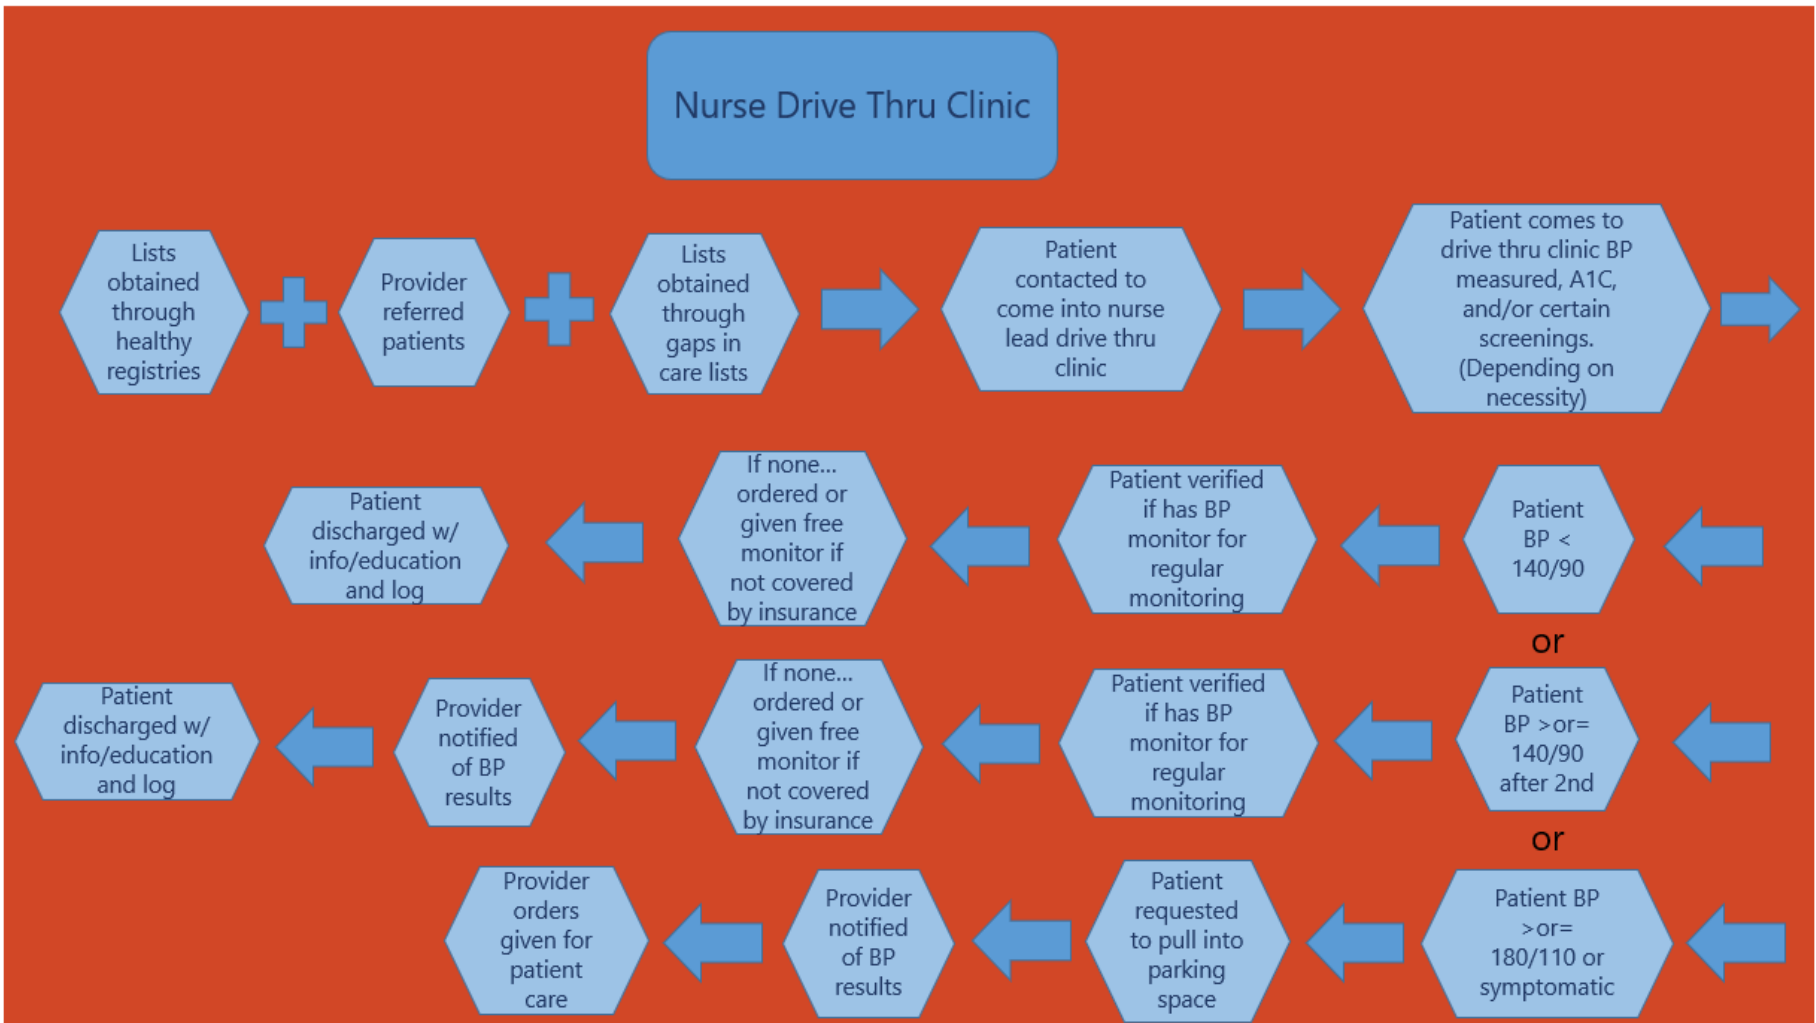 Nurse Drive Thru Clinic
Lists
obtained
through
healthy
registries
Provider
referred
patients
Lists
obtained
through
gaps in
care lists
Patient
contacted to
come into nurse
lead drive thru
clinic
Patient comes to
drive thru clinic BP
measured, A1C,
and/or certain
screenings.
(Depending on
necessity)
Patient
BP <
140/90
Patient verified
if has BP
monitor for
regular
monitoring
If none...
ordered or
given free
monitor if
not covered
by insurance
Patient
discharged w/
info/education
and log
or
Patient
BP >or=
140/90
after 2nd
Patient verified
if has BP
monitor for
regular
monitoring
If none...
ordered or
given free
monitor if
not covered
by insurance
Provider
notified
of BP
results
Patient
discharged w/
info/education
and log
or
Patient BP
>or=
180/110 or
symptomatic
Patient
requested
to pull into
parking
space
Provider
notified
of BP
results
Provider
orders
given for
patient
care